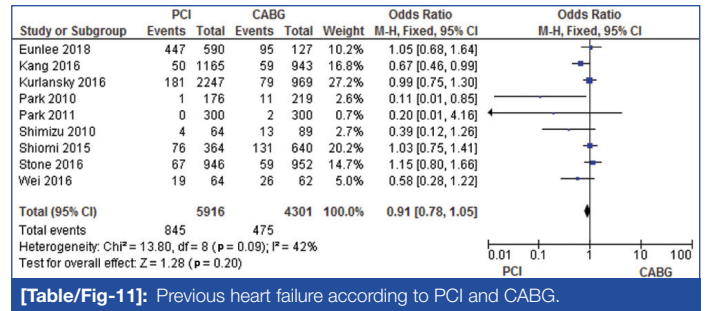 PCI CABG Odds Ratio Odds Ratio
Study or Subgroup Events Total Events Total Weight M-H, Fixed, 95% CI M-H, Fixed, 95% CI
Eunlee 2018 447 590 95 127 10.2% 1.05 [0.68, 1.64]
Kang 2016 50 1165 59 943 10.4% 0.67 [0.46, 0.99]
Kurlansky 2016 181 2247 79 969 27.2% 0.99 [0.75, 1.30]
Park 2010 1 176 11 219 2.6% 0.11 [0.01, 0.85]
Park 2011 0 300 2 300 0.7% 0.20 [0.01, 4.16]
Shimizu 2010 4 64 13 89 2.8% 0.39 [0.12, 1.26]
Shiomi 2015 76 364 131 640 20.2% 1.03 [0.75, 1.41]
Stone 2016 67 946 59 952 14.7% 1.15 [0.80, 1.66]
Wei 2016 19 64 26 62 5.0% 0.58 [0.28, 1.22]
Total (95% CI) 5916 4301 100.0% 0.91 [0.78, 1.05]
Total events 845 475
Heterogeneity: Chi² = 13.80, df = 8 (p = 0.09); I² = 42%
Test for overall effect: Z = 1.28 (p = 0.20)
0.01 0.1 1 10 100
PCI CABG
[Table/Fig-11]: Previous heart failure according to PCI and CABG.